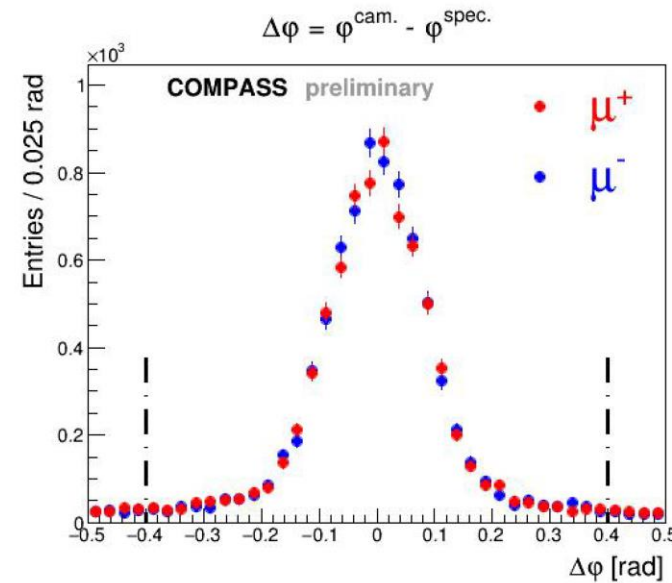 Δφ = φ^cam. - φ^spec.
×10³
COMPASS preliminary
μ⁺
μ⁻
Entries / 0.025 rad
1
0.8
0.6
0.4
0.2
0
−0.5 −0.4 −0.3 −0.2 −0.1 0 0.1 0.2 0.3 0.4 0.5
Δφ [rad]